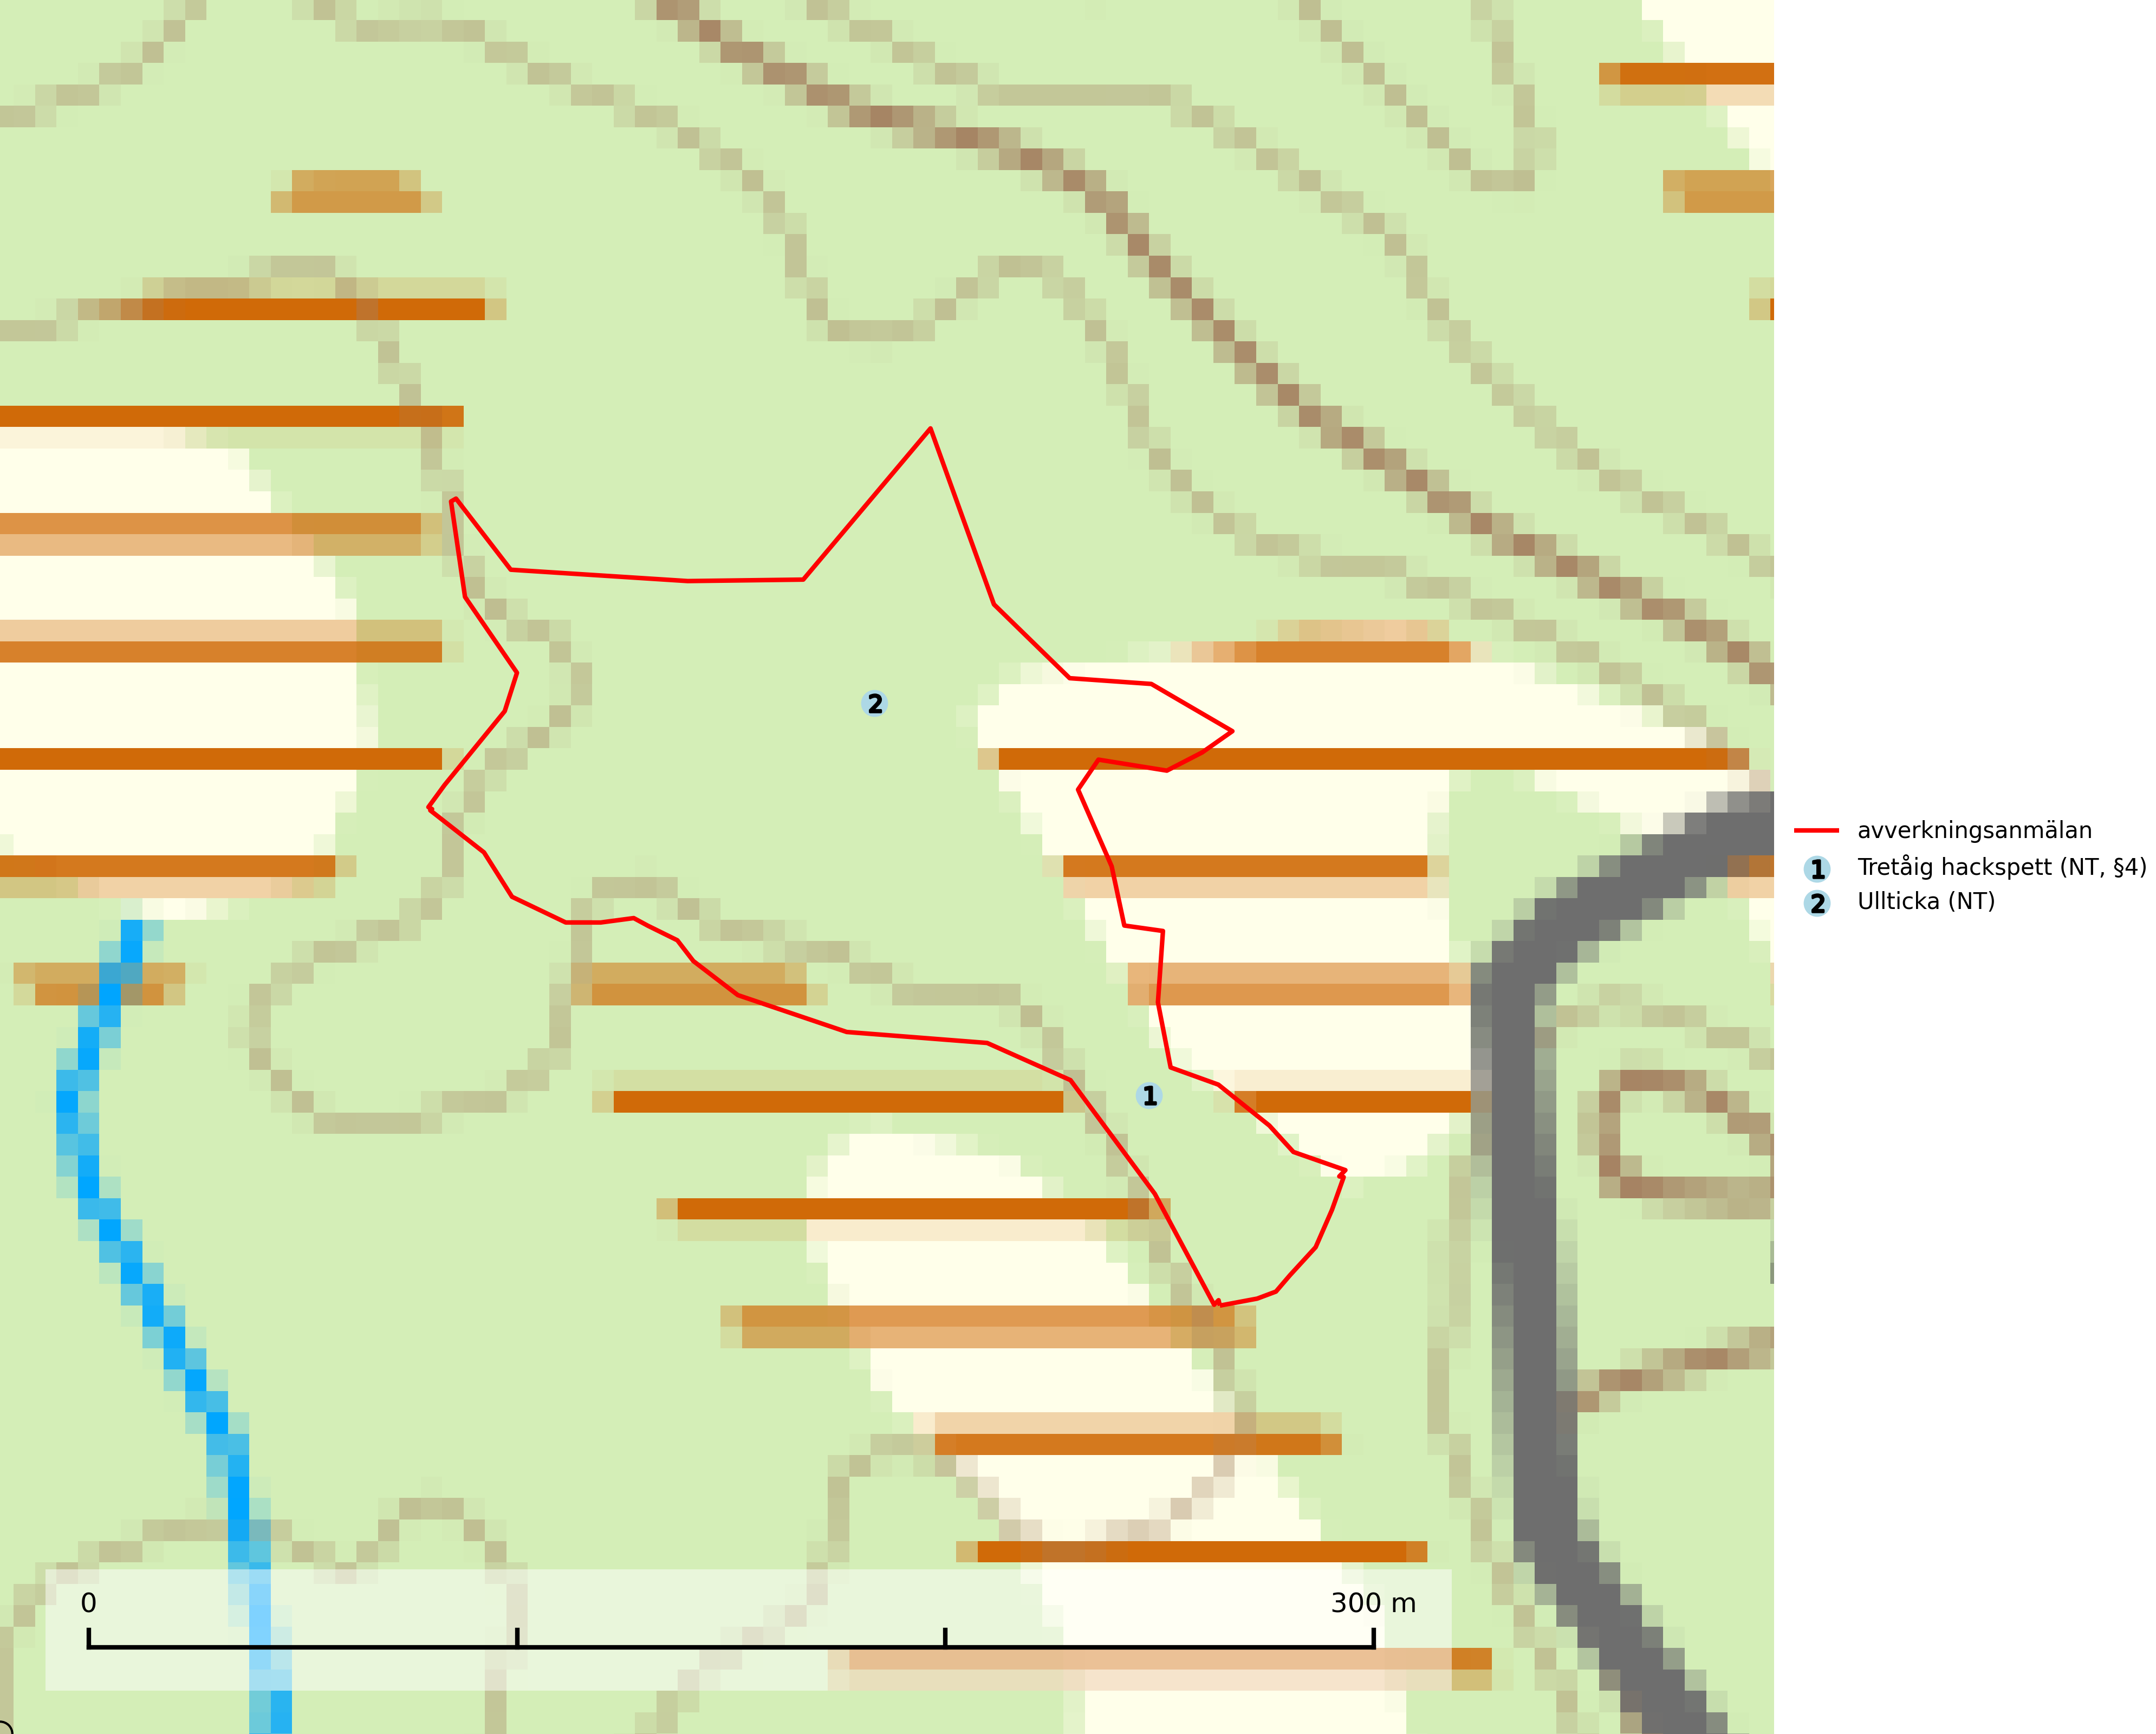 2
avverkningsanmälan
1 Tretåig hackspett (NT, §4)
2 Ullticka (NT)
1
0 300 m